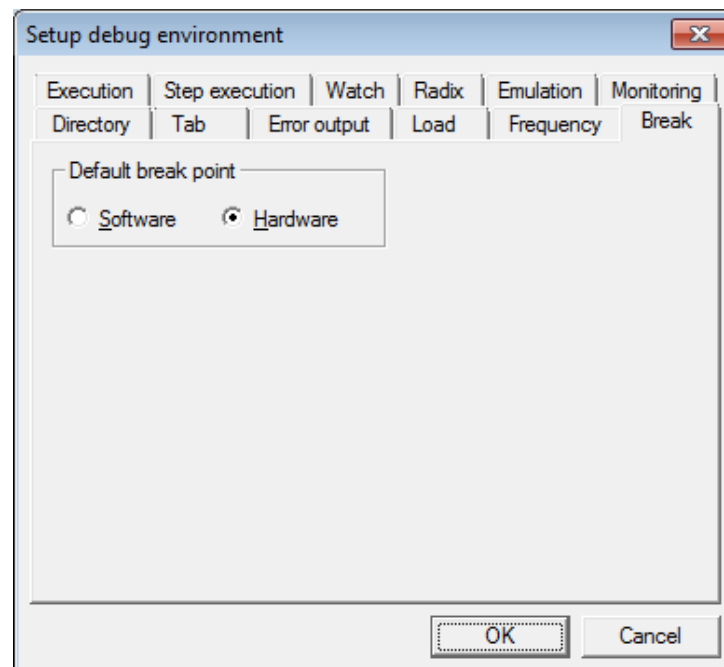 Setup debug environment
Execution Step execution Watch Radix Emulation Monitoring
Directory Tab Error output Load Frequency Break
Default break point
Software Hardware
OK Cancel